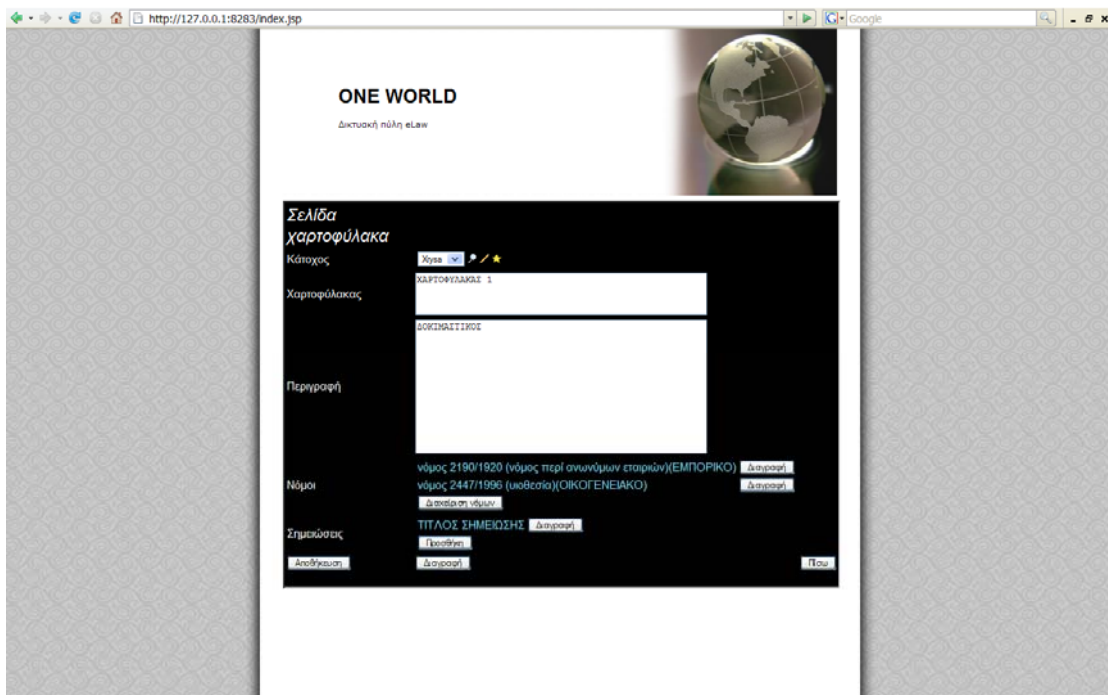 http://127.0.0.1:8283/index.jsp
Google
ONE WORLD
Δικτυακή πύλη eLaw
Σελίδα
χαρτοφύλακα
Κάτοχος
Xrysa
Χαρτοφύλακας
ΧΑΡΤΟΦΥΛΑΚΑΣ 1
Περιγραφή
ΔΟΚΙΜΑΣΤΙΚΟΣ
Νόμοι
νόμος 2190/1920 (νόμος περί ανωνύμων εταιριών)(ΕΜΠΟΡΙΚΟ) Διαγραφή
νόμος 2447/1996 (υιοθεσία)(ΟΙΚΟΓΕΝΕΙΑΚΟ) Διαγραφή
Διαχείριση νόμων
Σημειώσεις
ΤΙΤΛΟΣ ΣΗΜΕΙΩΣΗΣ Διαγραφή
Προσθήκη
Αποθήκευση Διαγραφή Πίσω